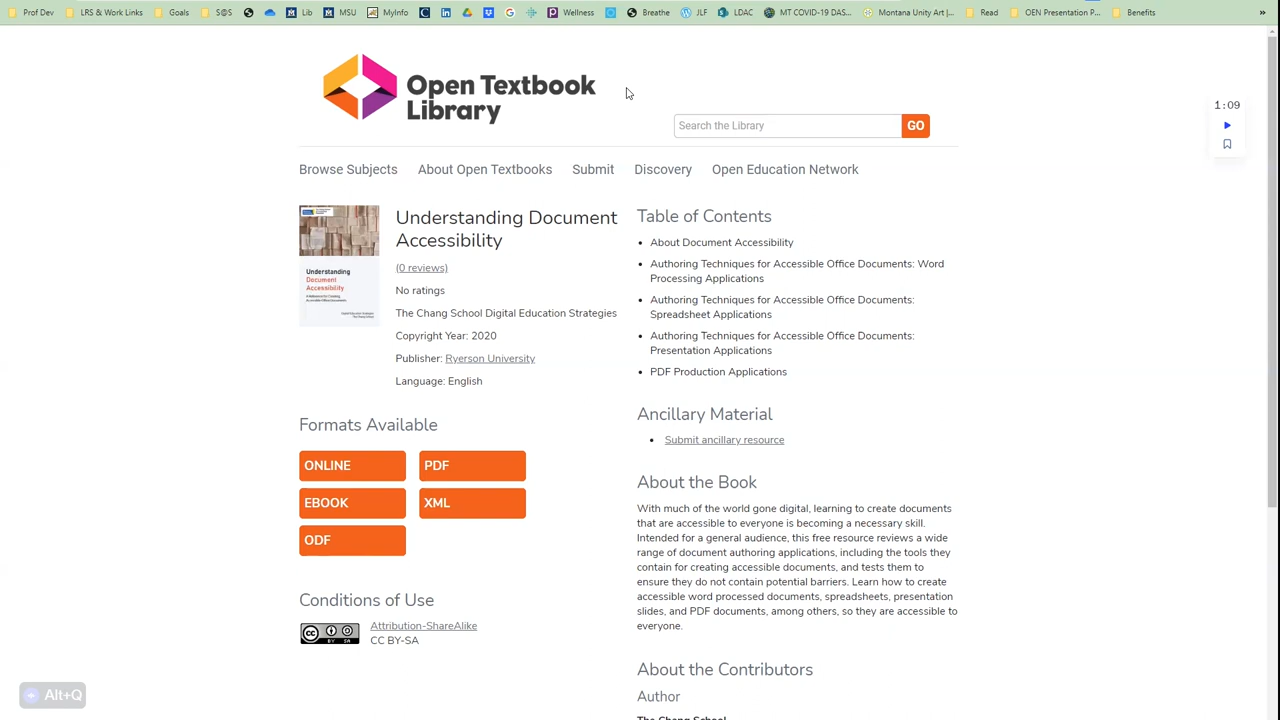 Prof Dev LRS & Work Links Goals S@S Lib MSU MyInfo Wellness Breathe JLF LDAC MT COVID-19 DAS... Montana Unity Art |... Read OEN Presentation P... Benefits »
Open Textbook
Library
1:09
Search the Library GO
Browse Subjects About Open Textbooks Submit Discovery Open Education Network
Understanding
Document
Accessibility
Understanding Document
Accessibility
(0 reviews)
No ratings
The Chang School Digital Education Strategies
Copyright Year: 2020
Publisher: Ryerson University
Language: English
Formats Available
ONLINE PDF
EBOOK XML
ODF
Conditions of Use
CC BY SA
Attribution-ShareAlike
CC BY-SA
Table of Contents
• About Document Accessibility
• Authoring Techniques for Accessible Office Documents: Word
Processing Applications
• Authoring Techniques for Accessible Office Documents:
Spreadsheet Applications
• Authoring Techniques for Accessible Office Documents:
Presentation Applications
• PDF Production Applications
Ancillary Material
• Submit ancillary resource
About the Book
With much of the world gone digital, learning to create documents
that are accessible to everyone is becoming a necessary skill.
Intended for a general audience, this free resource reviews a wide
range of document authoring applications, including the tools they
contain for creating accessible documents, and tests them to
ensure they do not contain potential barriers. Learn how to create
accessible word processed documents, spreadsheets, presentation
slides, and PDF documents, among others, so they are accessible to
everyone.
About the Contributors
Author
The Chang School
Alt+Q